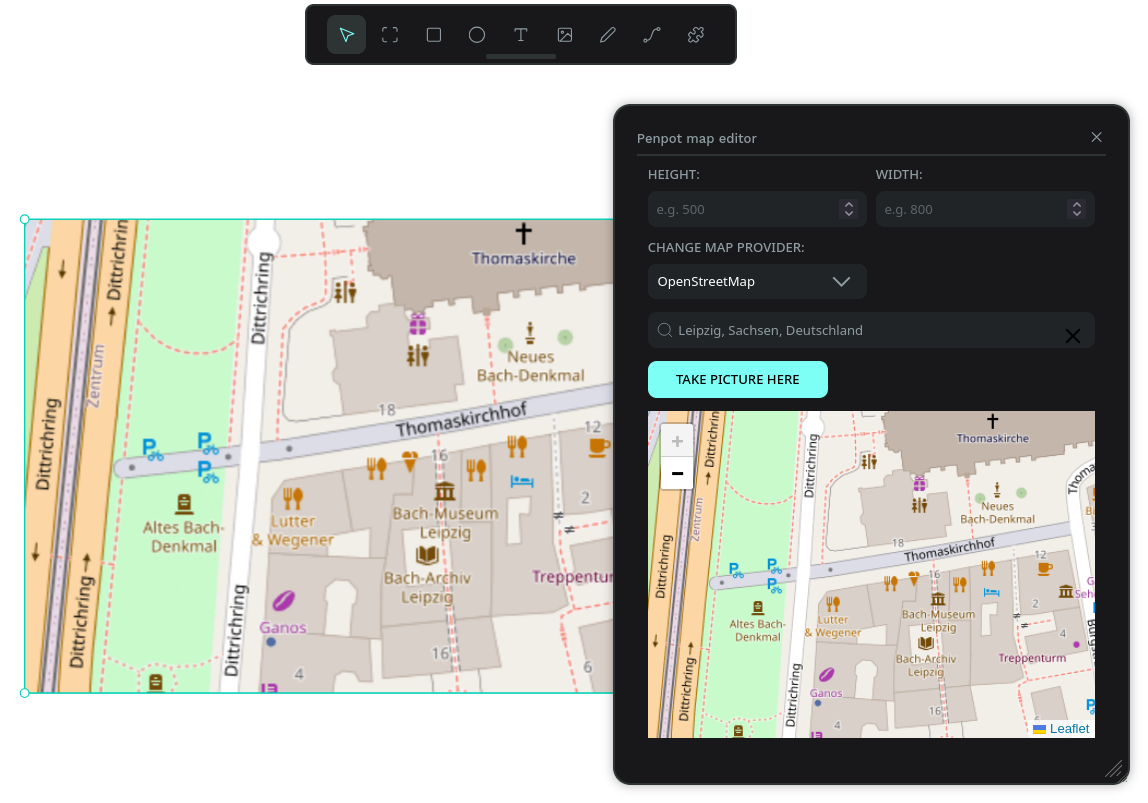 T
Penpot map editor
HEIGHT:
WIDTH:
e.g. 500
e.g. 800
CHANGE MAP PROVIDER:
OpenStreetMap
Leipzig, Sachsen, Deutschland
TAKE PICTURE HERE
Dittrichring
Dittrichring
Thomaskirche
Zentrum
Neues
Bach-Denkmal
18
Thomaskirchhof
12
Dittrichring
16
2
Altes Bach-
Denkmal
Lutter
& Wegener
Bach-Museum
Leipzig
Bach-Archiv
Leipzig
Dittrichring
Dittrichring
Ganos
16
4
6
+
−
Dittrichring
Dittrichring
Thomaskirche
Zentrum
Neues
Bach-Denkmal
18
Thomaskirchhof
12
Dittrichring
16
2
Altes Bach-
Denkmal
Lutter
& Wegener
Bach-Museum
Leipzig
4
Bach-Archiv
Leipzig
Treppenturm
Dittrichring
Dittrichring
Ganos
16
4
Leaflet